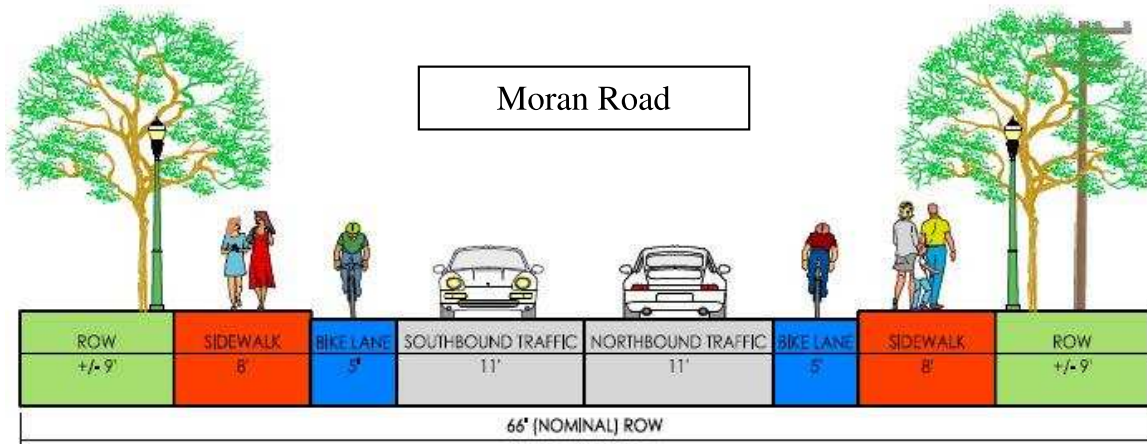 Moran Road
ROW SIDEWALK BIKE LANE SOUTHBOUND TRAFFIC NORTHBOUND TRAFFIC BIKE LANE SIDEWALK ROW
+/- 9' 8' 5' 11' 11' 5' 8' +/- 9'
66' (NOMINAL) ROW